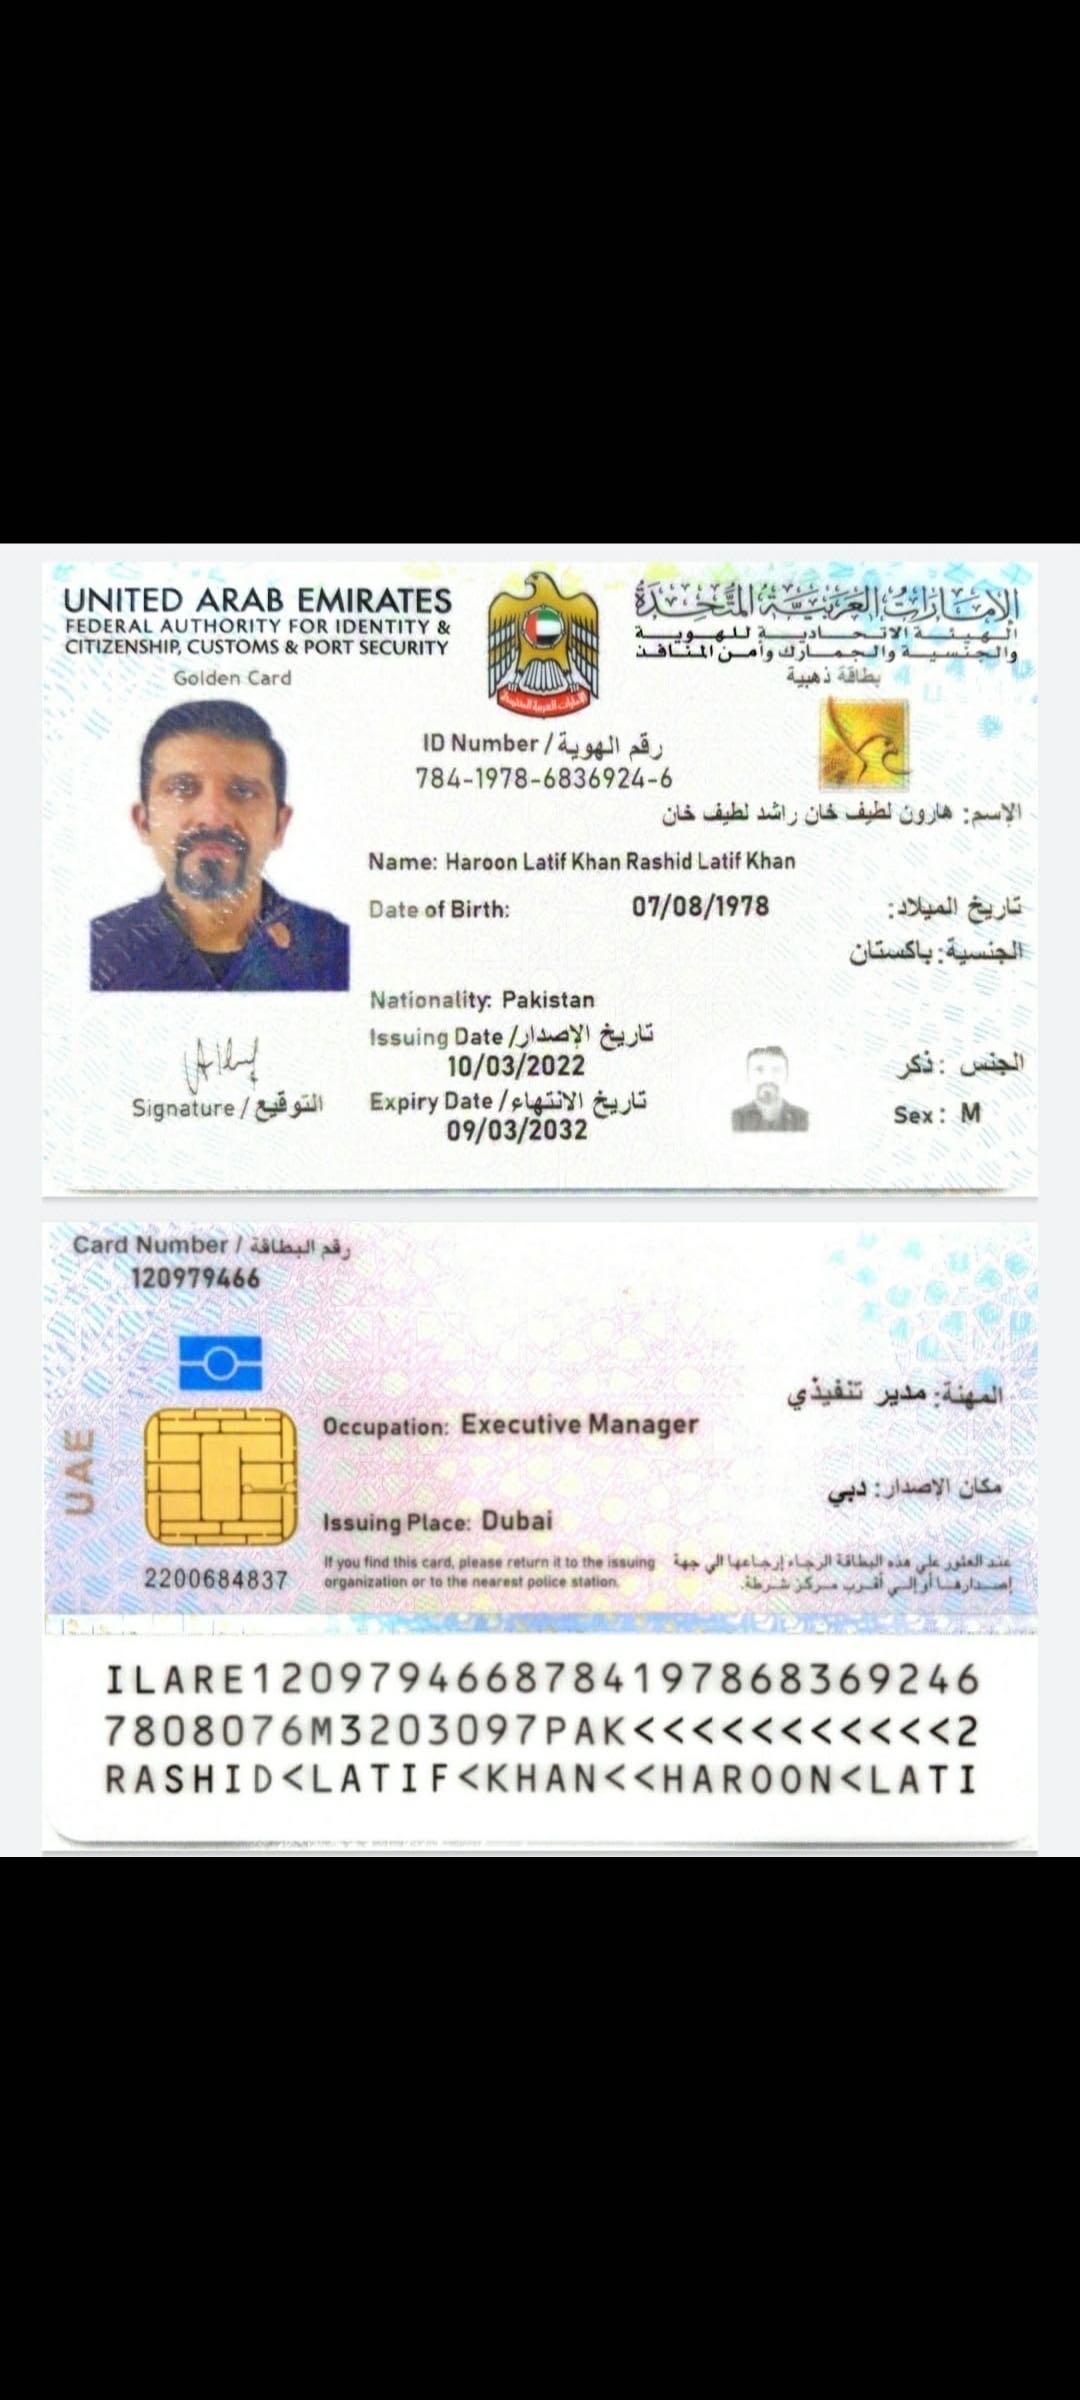 UNITED ARAB EMIRATES
FEDERAL AUTHORITY FOR IDENTITY &
CITIZENSHIP, CUSTOMS & PORT SECURITY
Golden Card
الإمارات العربية المتحدة
الهيئة الاتحادية للهوية
والجنسية والجمارك وأمن المنافذ
بطاقة ذهبية
ID Number / رقم الهوية
784-1978-6836924-6
الإسم: هارون لطيف خان راشد لطيف خان
Name: Haroon Latif Khan Rashid Latif Khan
Date of Birth: 07/08/1978 تاريخ الميلاد:
الجنسية: باكستان
Nationality: Pakistan
Issuing Date / تاريخ الإصدار
10/03/2022
Expiry Date / تاريخ الانتهاء
09/03/2032
الجنس : ذكر
Sex: M
Signature / التوقيع
Card Number / رقم البطاقة
120979466
المهنة: مدير تنفيذي
Occupation: Executive Manager
UAE
مكان الإصدار: دبي
Issuing Place: Dubai
2200684837
If you find this card, please return it to the issuing
organization or to the nearest police station.
عند العثور علي هذه البطاقة الرجاء إرجاعها الي جهة
إصدارها أو إلي أقرب مركز شرطة.
ILARE1209794668784197868369246
7808076M3203097PAK<<<<<<<<<<<2
RASHID<LATIF<KHAN<<HAROON<LATI